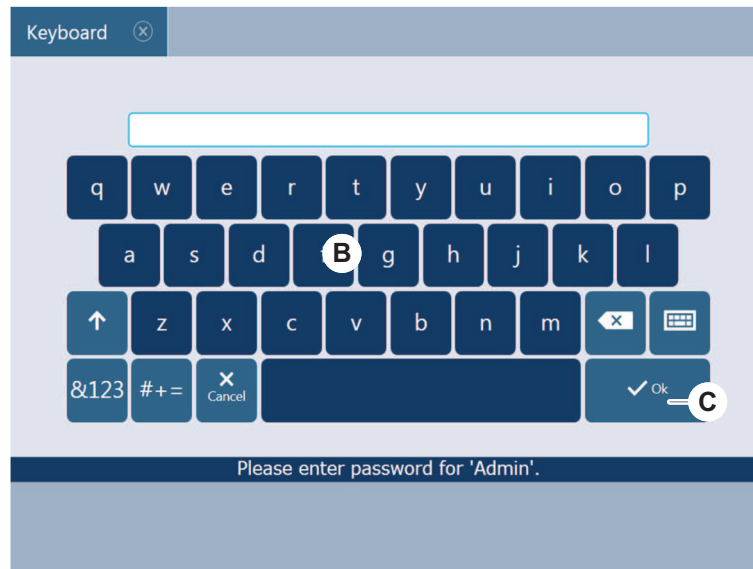 Keyboard
q w e r t y u i o p
a s d B g h j k l
z x c v b n m
&123 #+= Cancel Ok C
Please enter password for 'Admin'.